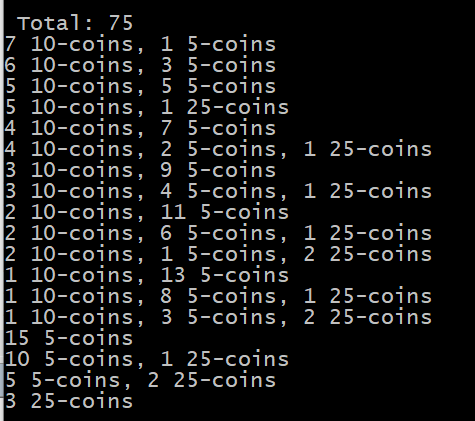 Total: 75
7 10-coins, 1 5-coins
6 10-coins, 3 5-coins
5 10-coins, 5 5-coins
5 10-coins, 1 25-coins
4 10-coins, 7 5-coins
4 10-coins, 2 5-coins, 1 25-coins
3 10-coins, 9 5-coins
3 10-coins, 4 5-coins, 1 25-coins
2 10-coins, 11 5-coins
2 10-coins, 6 5-coins, 1 25-coins
2 10-coins, 1 5-coins, 2 25-coins
1 10-coins, 13 5-coins
1 10-coins, 8 5-coins, 1 25-coins
1 10-coins, 3 5-coins, 2 25-coins
15 5-coins
10 5-coins, 1 25-coins
5 5-coins, 2 25-coins
3 25-coins